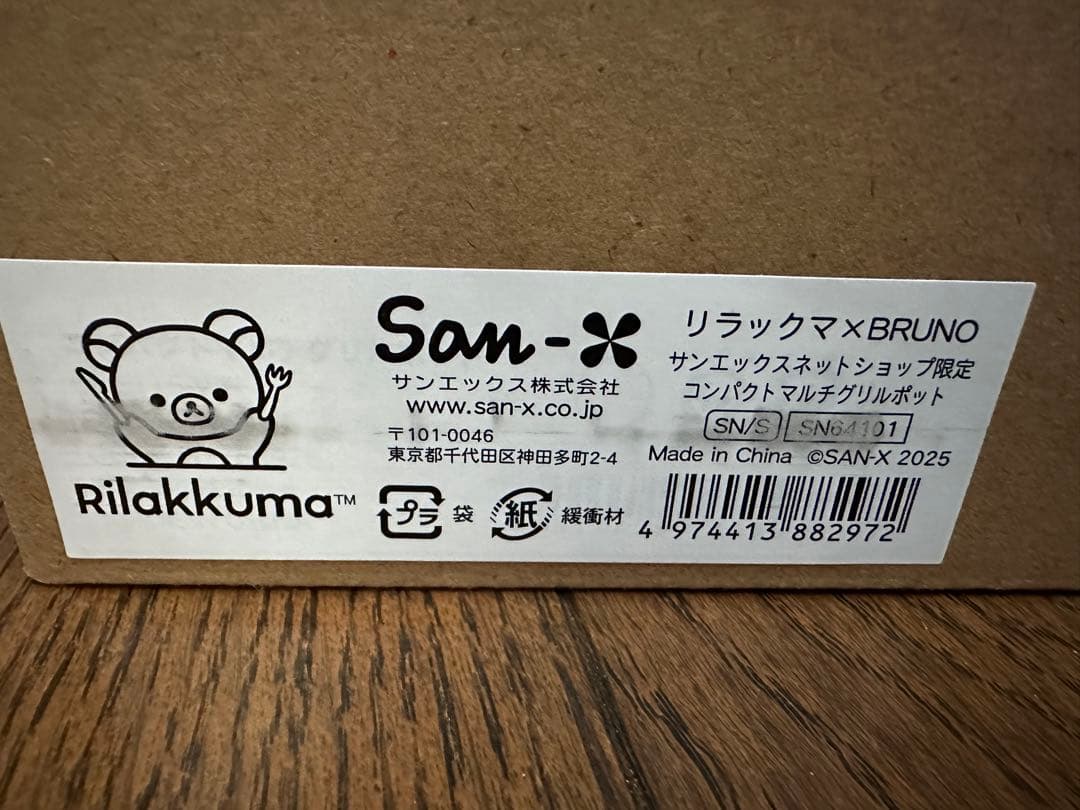 San-X
サンエックス株式会社
www.san-x.co.jp
〒101-0046
東京都千代田区神田多町2-4
プラ 袋 紙 緩衝材
Rilakkuma™
リラックマ×BRUNO
サンエックスネットショップ限定
コンパクトマルチグリルポット
SN/S SN64101
Made in China ©SAN-X 2025
4 974413 882972